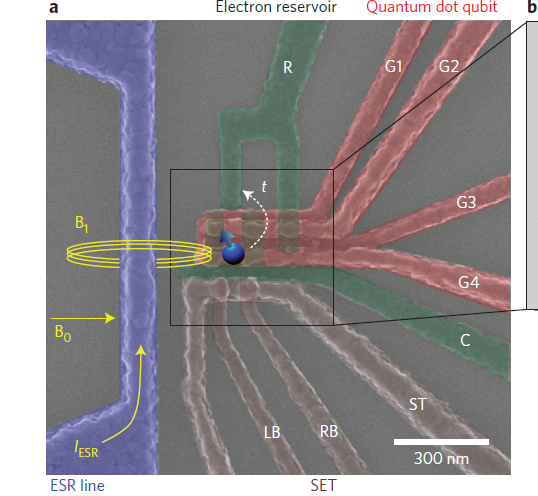 a
Electron reservoir
Quantum dot qubit
b
R
G1
G2
t
G3
B1
G4
B0
C
ST
LB
RB
IESR
300 nm
ESR line
SET